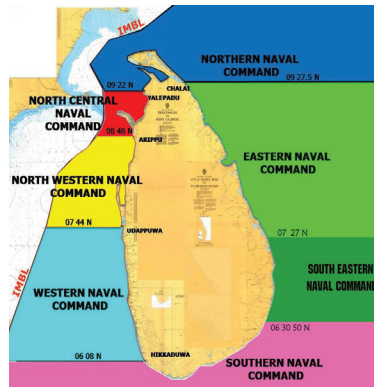 IMBL
NORTHERN NAVAL
COMMAND
09 27.5 N
09 22 N
CHALAI
VALEPADU
NORTH CENTRAL
NAVAL
COMMAND
08.48 N
ARIPPU
EASTERN NAVAL
COMMAND
NORTH WESTERN NAVAL
COMMAND
07 44 N
UDAPPUWA
07 27 N
SOUTH EASTERN
NAVAL COMMAND
IMBL
WESTERN NAVAL
COMMAND
06 30 50 N
06 08 N
HIKKADUWA
SOUTHERN NAVAL
COMMAND